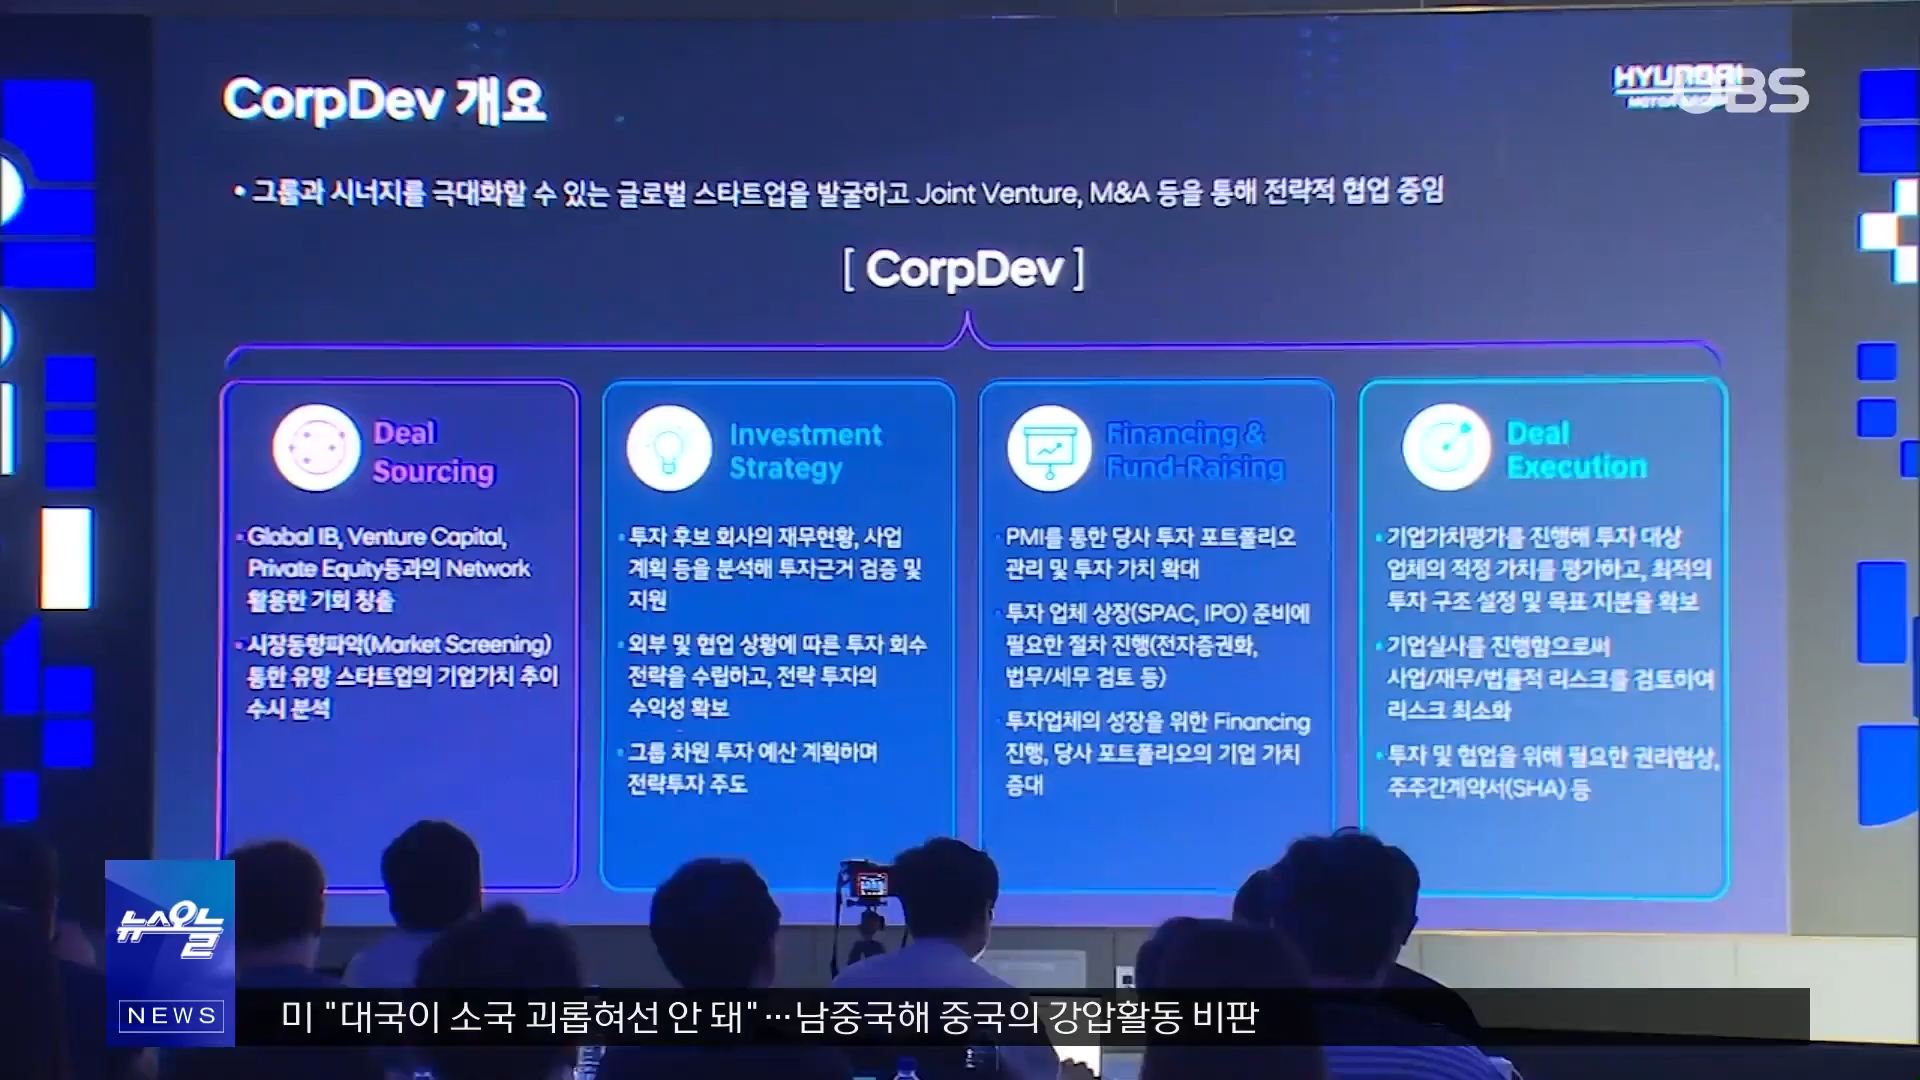 CorpDev 개요
HYUNDAI
OBS
• 그룹과 시너지를 극대화할 수 있는 글로벌 스타트업을 발굴하고 Joint Venture, M&A 등을 통해 전략적 협업 중임
[ CorpDev ]
Deal
Sourcing
• Global IB, Venture Capital,
Private Equity등과의 Network
활용한 기회 창출
• 시장동향파악(Market Screening)
통한 유망 스타트업의 기업가치 추이
수시 분석
Investment
Strategy
• 투자 후보 회사의 재무현황, 사업
계획 등을 분석해 투자근거 검증 및
지원
• 외부 및 협업 상황에 따른 투자 회수
전략을 수립하고, 전략 투자의
수익성 확보
• 그룹 차원 투자 예산 계획하며
전략투자 주도
Financing &
Fund-Raising
• PMI를 통한 당사 투자 포트폴리오
관리 및 투자 가치 확대
• 투자 업체 상장(SPAC, IPO) 준비에
필요한 절차 진행(전자증권화,
법무/세무 검토 등)
• 투자업체의 성장을 위한 Financing
진행, 당사 포트폴리오의 기업 가치
증대
Deal
Execution
• 기업가치평가를 진행해 투자 대상
업체의 적정 가치를 평가하고, 최적의
투자 구조 설정 및 목표 지분율 확보
• 기업실사를 진행함으로써
사업/재무/법률적 리스크를 검토하여
리스크 최소화
• 투자 및 협업을 위해 필요한 권리협상,
주주간계약서(SHA) 등
뉴스오늘
NEWS
미 "대국이 소국 괴롭혀선 안 돼"…남중국해 중국의 강압활동 비판